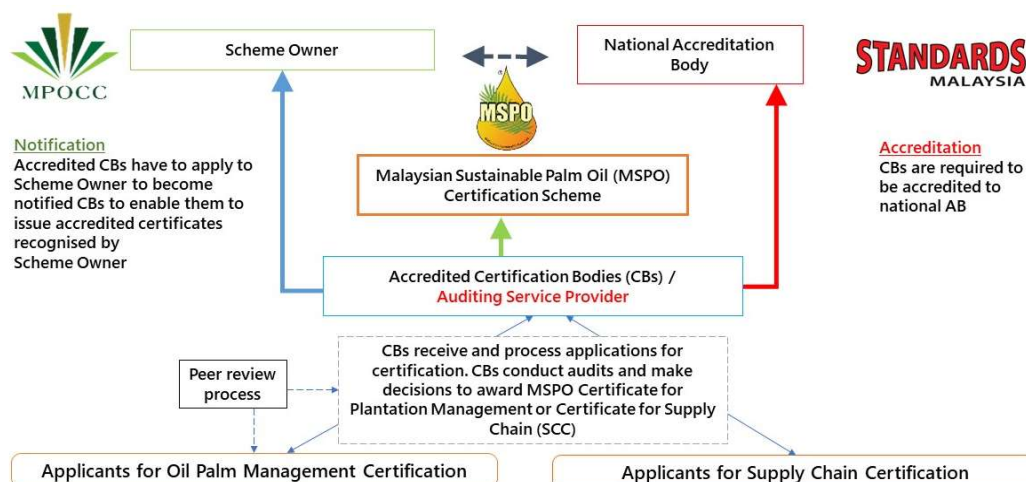 Scheme Owner
National Accreditation
Body
MPOCC
STANDARDS
MALAYSIA
MSPO
Notification
Accredited CBs have to apply to
Scheme Owner to become
notified CBs to enable them to
issue accredited certificates
recognised by
Scheme Owner
Malaysian Sustainable Palm Oil (MSPO)
Certification Scheme
Accreditation
CBs are required to
be accredited to
national AB
Accredited Certification Bodies (CBs) /
Auditing Service Provider
CBs receive and process applications for
certification. CBs conduct audits and make
decisions to award MSPO Certificate for
Plantation Management or Certificate for Supply
Chain (SCC)
Peer review
process
Applicants for Oil Palm Management Certification
Applicants for Supply Chain Certification